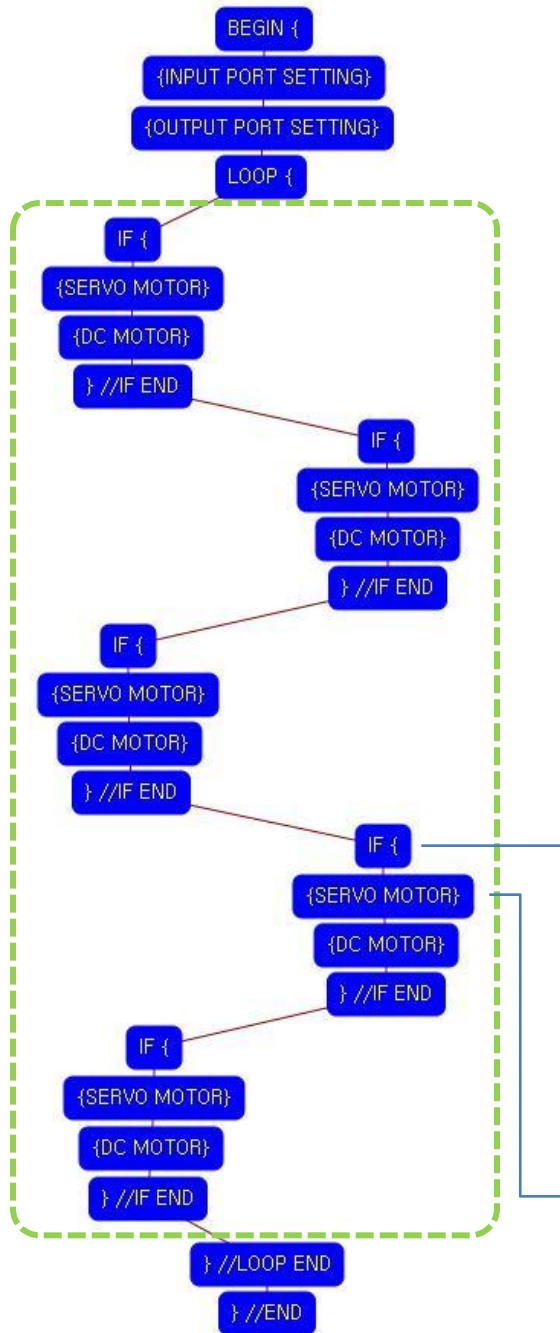 BEGIN {
{INPUT PORT SETTING}
{OUTPUT PORT SETTING}
LOOP {
IF {
{SERVO MOTOR}
{DC MOTOR}
} //IF END
IF {
{SERVO MOTOR}
{DC MOTOR}
} //IF END
IF {
{SERVO MOTOR}
{DC MOTOR}
} //IF END
IF {
{SERVO MOTOR}
{DC MOTOR}
} //IF END
IF {
{SERVO MOTOR}
{DC MOTOR}
} //IF END
} //LOOP END
} //END